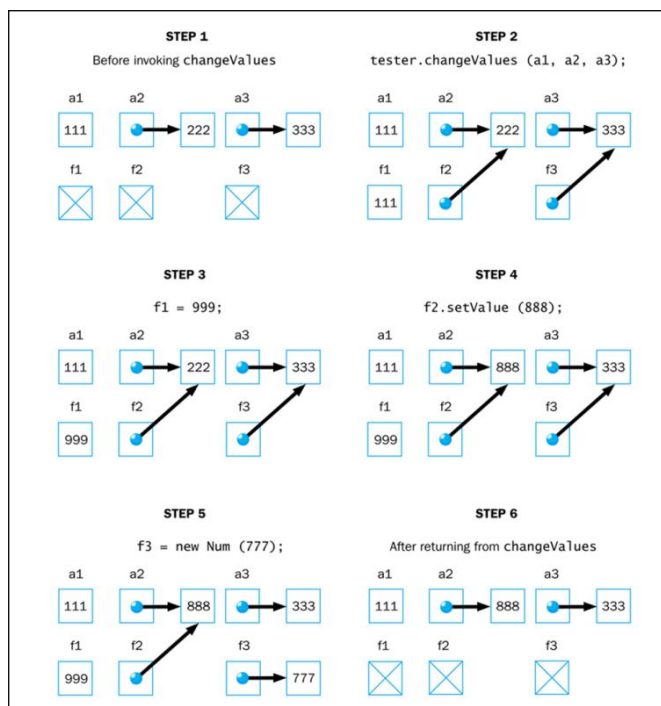 STEP 1
Before invoking changeValues
a1 a2 a3
111 222 333
f1 f2 f3
STEP 2
tester.changeValues (a1, a2, a3);
a1 a2 a3
111 222 333
f1 f2 f3
111
STEP 3
f1 = 999;
a1 a2 a3
111 222 333
f1 f2 f3
999
STEP 4
f2.setValue (888);
a1 a2 a3
111 888 333
f1 f2 f3
999
STEP 5
f3 = new Num (777);
a1 a2 a3
111 888 333
f1 f2 f3
999 777
STEP 6
After returning from changeValues
a1 a2 a3
111 888 333
f1 f2 f3